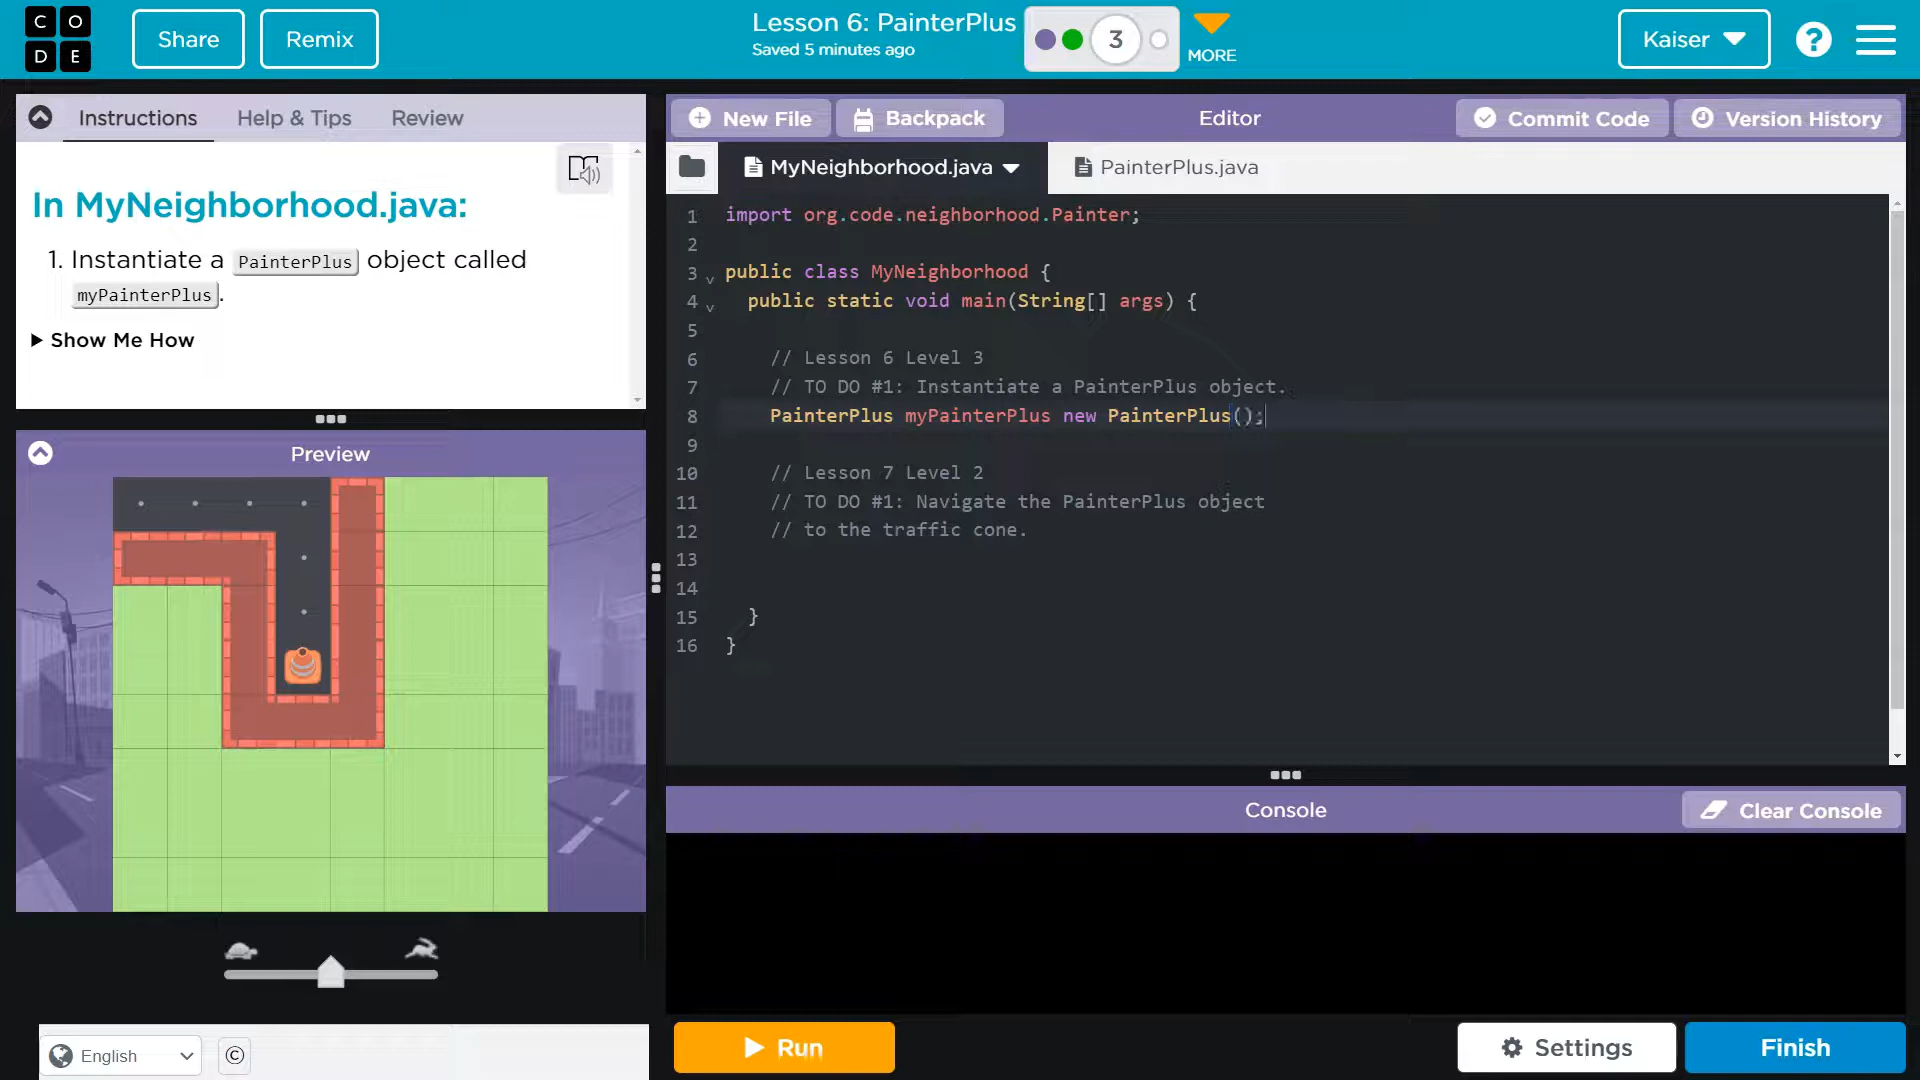 CODE
Share
Remix
Lesson 6: PainterPlus
Saved 5 minutes ago
3
MORE
Kaiser
?
Instructions
Help & Tips
Review
In MyNeighborhood.java:
1. Instantiate a PainterPlus object called
myPainterPlus.
Show Me How
Preview
New File
Backpack
Editor
Commit Code
Version History
MyNeighborhood.java
PainterPlus.java
1 import org.code.neighborhood.Painter;
2
3 public class MyNeighborhood {
4 public static void main(String[] args) {
5
6 // Lesson 6 Level 3
7 // TO DO #1: Instantiate a PainterPlus object.
8 PainterPlus myPainterPlus new PainterPlus();
9
10 // Lesson 7 Level 2
11 // TO DO #1: Navigate the PainterPlus object
12 // to the traffic cone.
13
14
15 }
16 }
Console
Clear Console
English
©
Run
Settings
Finish